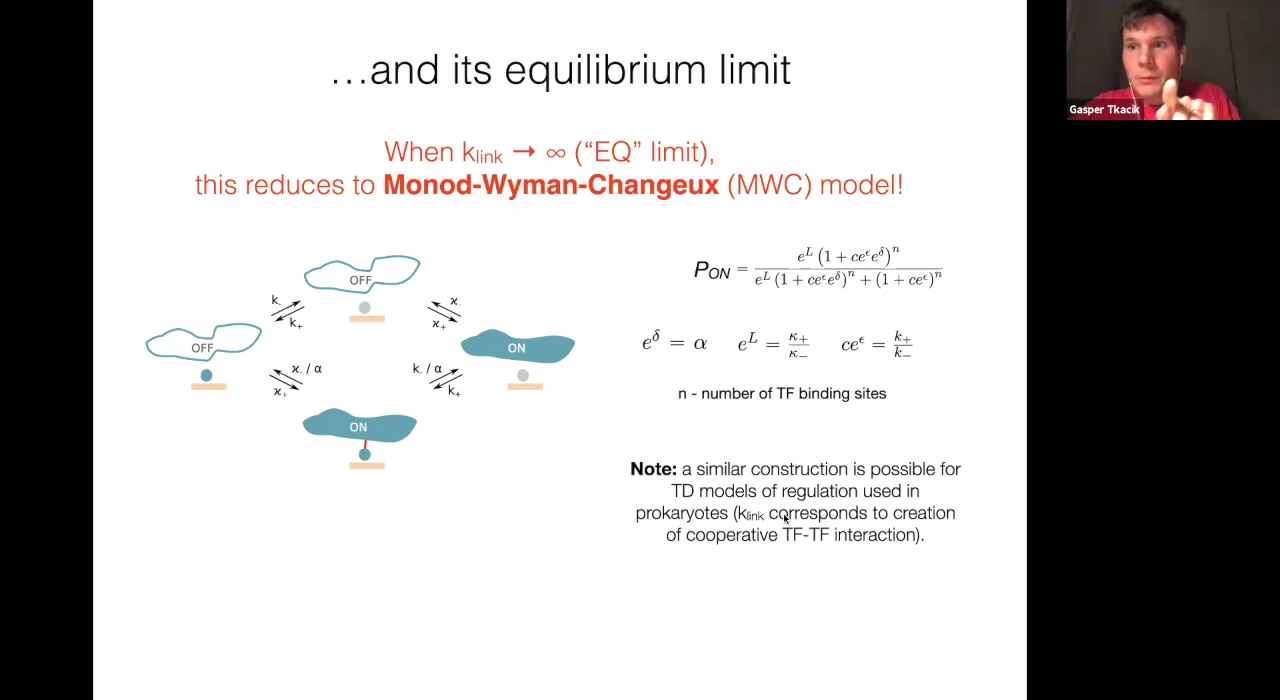 …and its equilibrium limit
Gasper Tkacik
When klink → ∞ (“EQ” limit),
this reduces to Monod-Wyman-Changeux (MWC) model!
OFF
k-
k+
ϰ-
ϰ+
OFF
ON
ϰ- / α
ϰ+
k- / α
k+
ON
PON = e^L (1 + ce^ϵ e^δ)^n / e^L (1 + ce^ϵ e^δ)^n + (1 + ce^ϵ)^n
e^δ = α e^L = κ+/κ− ce^ϵ = k+/k−
n - number of TF binding sites
Note: a similar construction is possible for
TD models of regulation used in
prokaryotes (klink corresponds to creation
of cooperative TF-TF interaction).